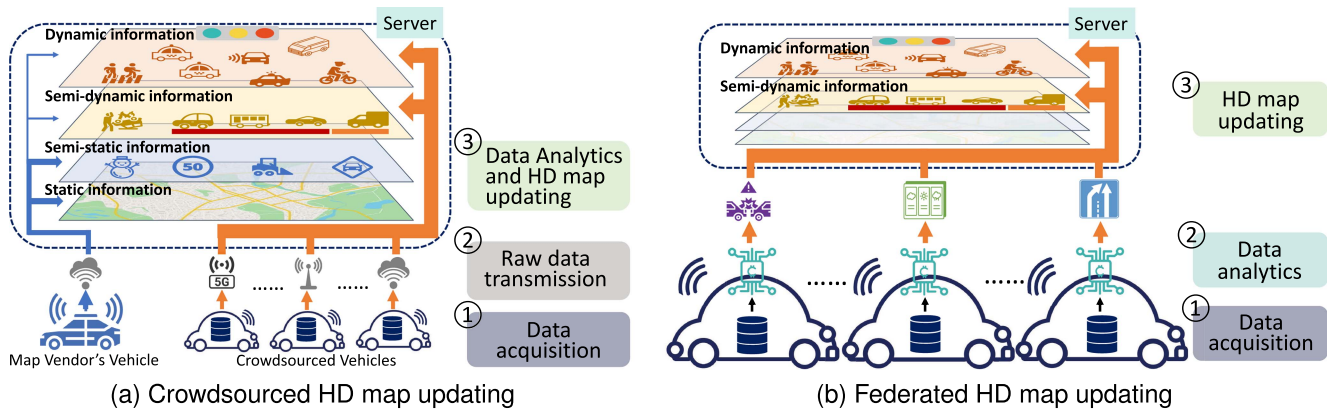 Server
Dynamic information
Semi-dynamic information
Semi-static information
50
Static information
3
Data Analytics
and HD map
updating
2
Raw data
transmission
5G
......
......
1
Data
acquisition
Map Vendor's Vehicle
Crowdsourced Vehicles
(a) Crowdsourced HD map updating
Server
Dynamic information
Semi-dynamic information
3
HD map
updating
2
Data
analytics
......
......
1
Data
acquisition
(b) Federated HD map updating